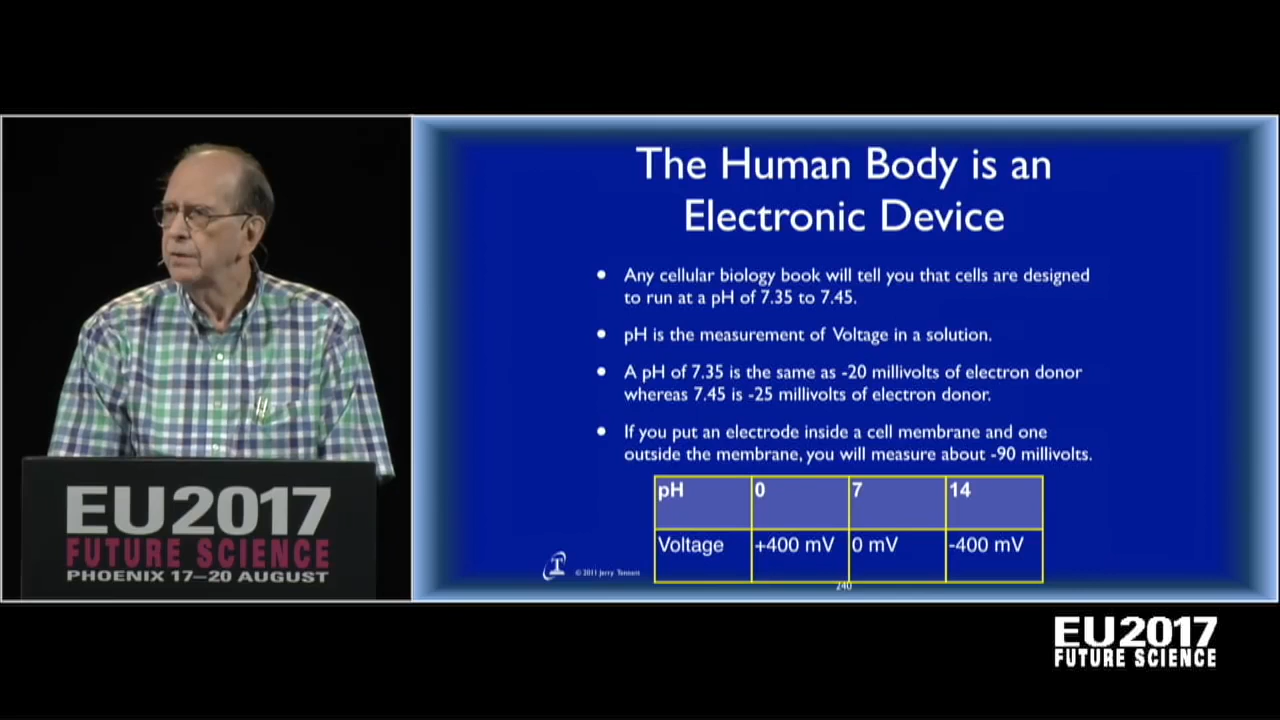 The Human Body is an
Electronic Device
• Any cellular biology book will tell you that cells are designed
to run at a pH of 7.35 to 7.45.
• pH is the measurement of Voltage in a solution.
• A pH of 7.35 is the same as -20 millivolts of electron donor
whereas 7.45 is -25 millivolts of electron donor.
• If you put an electrode inside a cell membrane and one
outside the membrane, you will measure about -90 millivolts.
pH 0 7 14
Voltage +400 mV 0 mV -400 mV
T © 2011 Jerry Tennant
240
EU2017
FUTURE SCIENCE
PHOENIX 17–20 AUGUST
EU2017
FUTURE SCIENCE